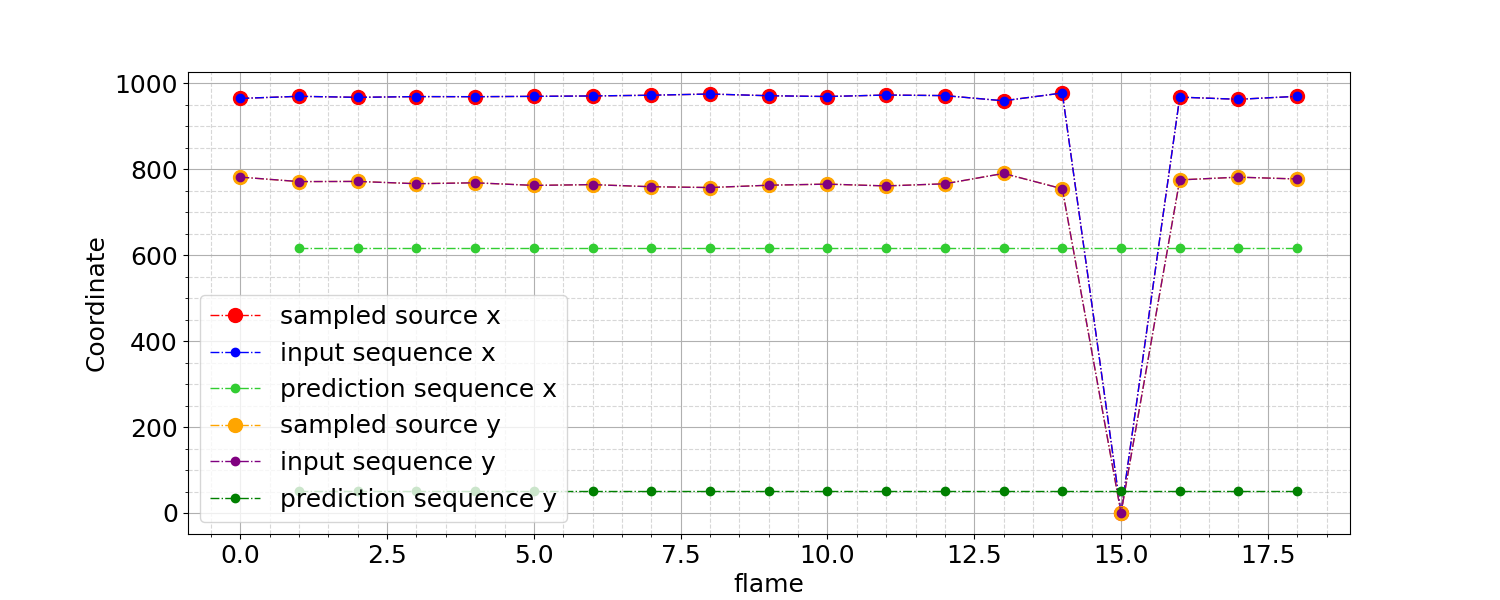 1000
800
600
400
200
0
Coordinate
sampled source x
input sequence x
prediction sequence x
sampled source y
input sequence y
prediction sequence y
0.0 2.5 5.0 7.5 10.0 12.5 15.0 17.5
flame